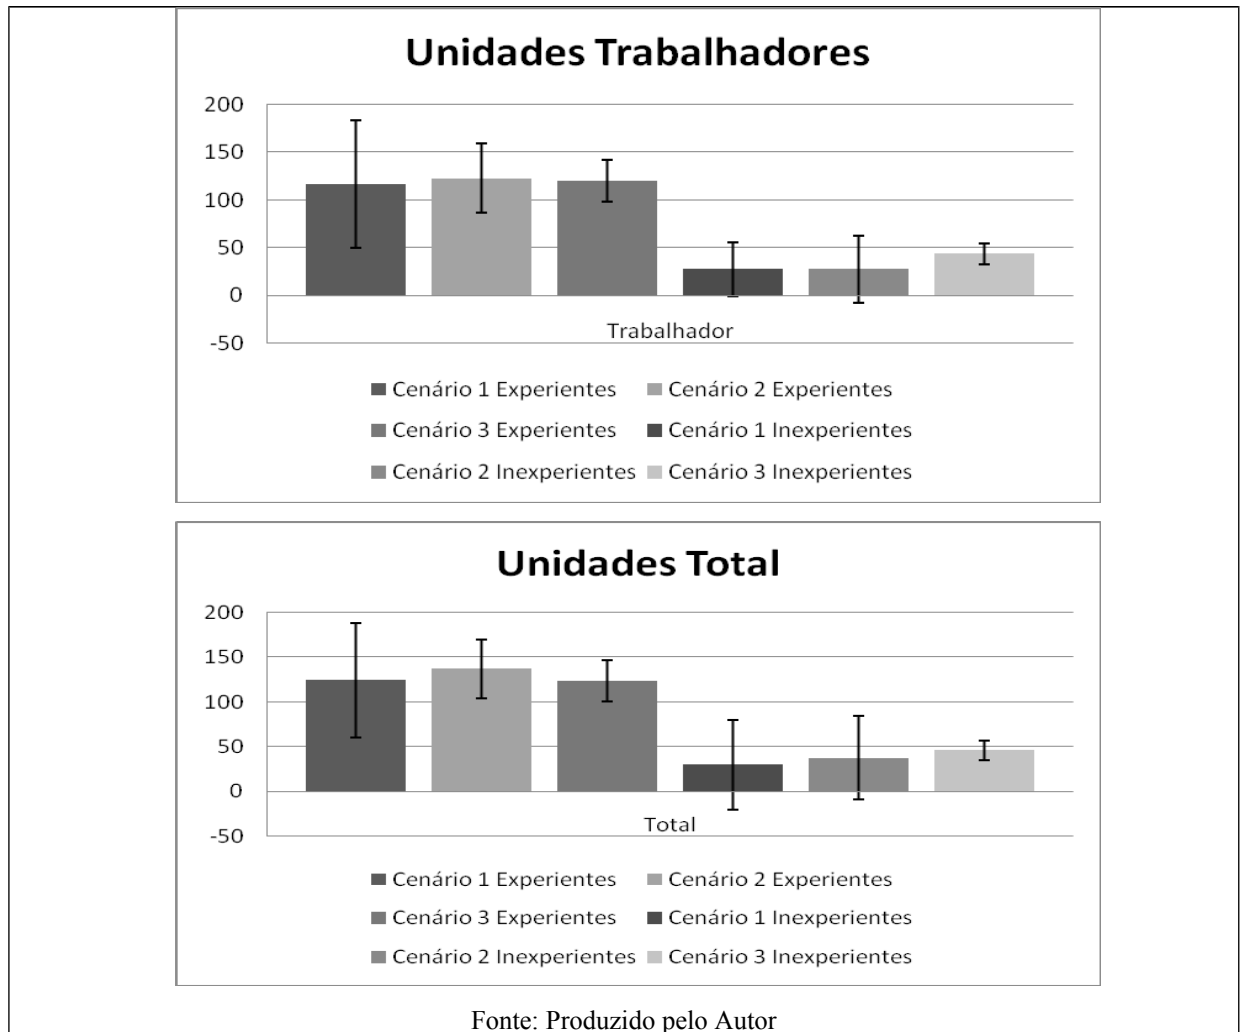 Unidades Trabalhadores
200
150
100
50
0
-50
Trabalhador
Cenário 1 Experientes Cenário 2 Experientes
Cenário 3 Experientes Cenário 1 Inexperientes
Cenário 2 Inexperientes Cenário 3 Inexperientes
Unidades Total
200
150
100
50
0
-50
Total
Cenário 1 Experientes Cenário 2 Experientes
Cenário 3 Experientes Cenário 1 Inexperientes
Cenário 2 Inexperientes Cenário 3 Inexperientes
Fonte: Produzido pelo Autor